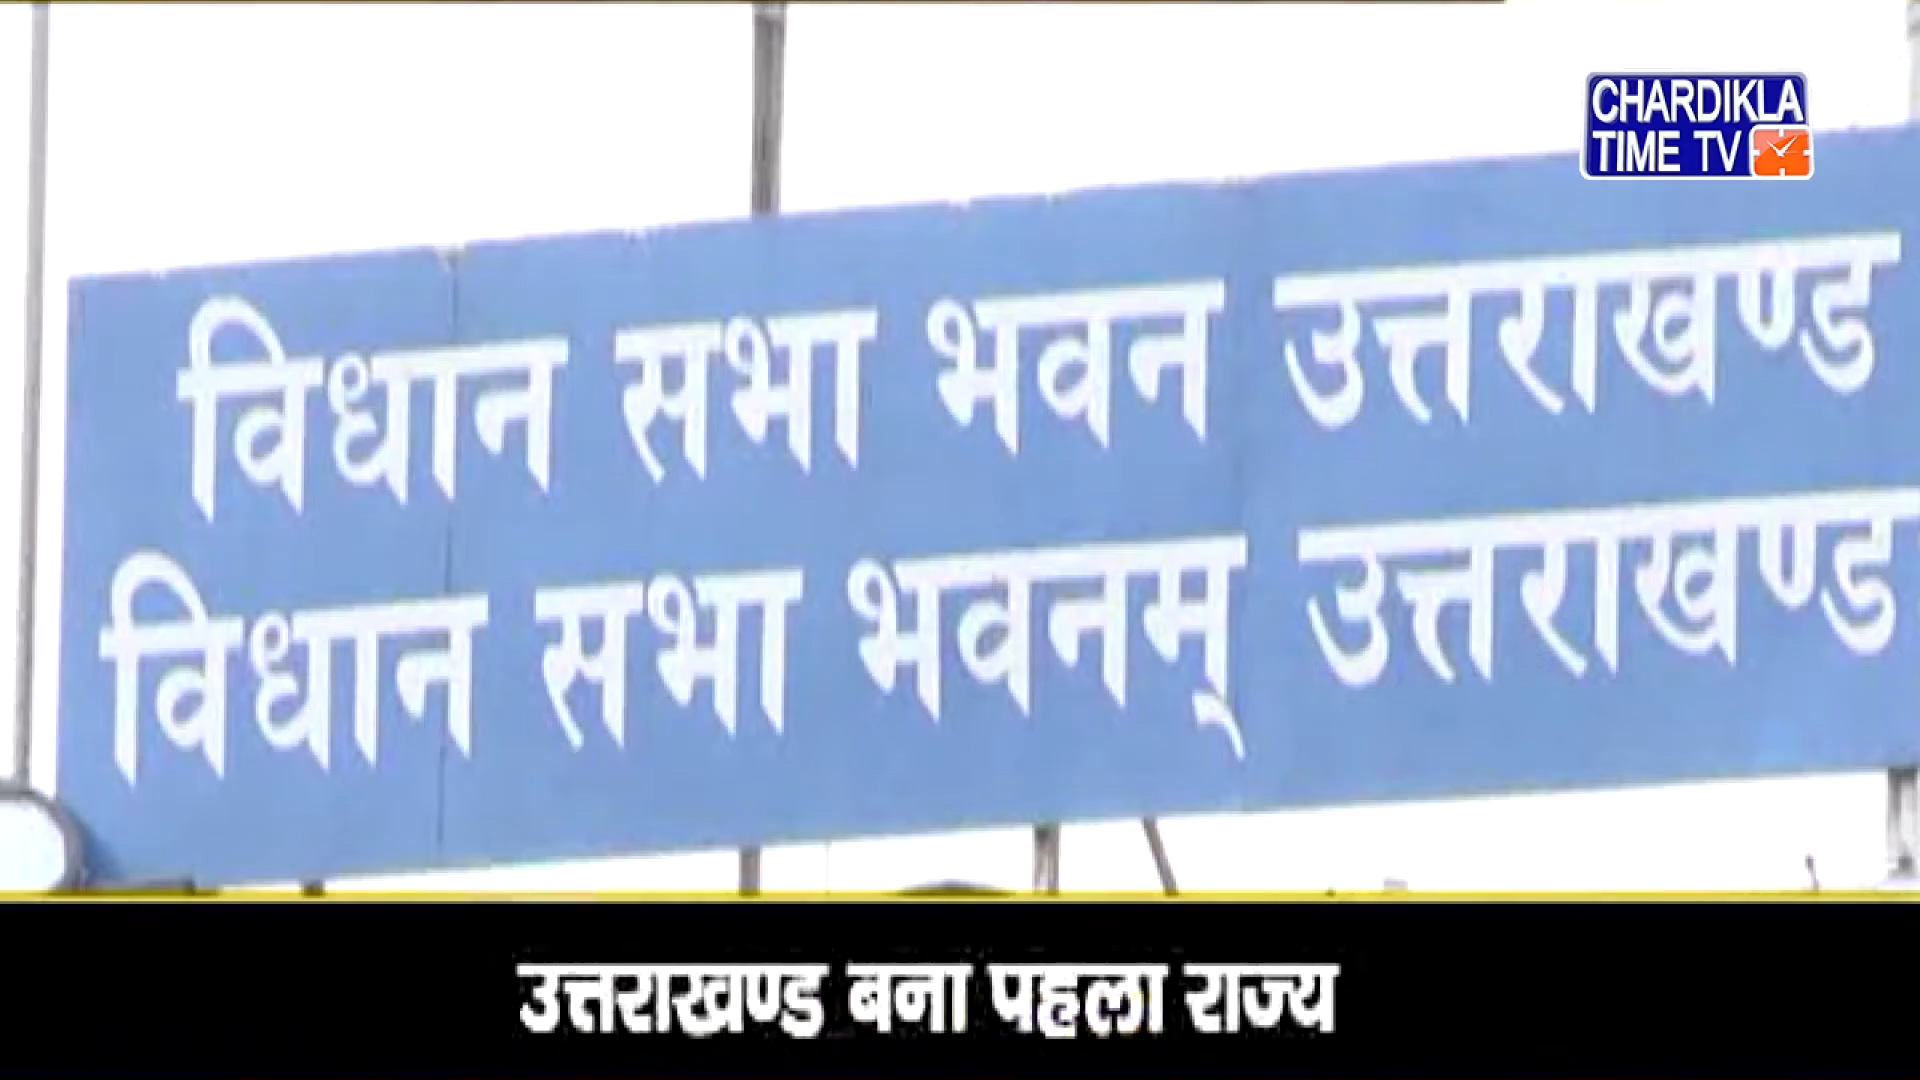 CHARDIKLA
TIME TV
विधान सभा भवन उत्तराखण्ड
विधान सभा भवनम् उत्तराखण्ड
उत्तराखण्ड बना पहला राज्य